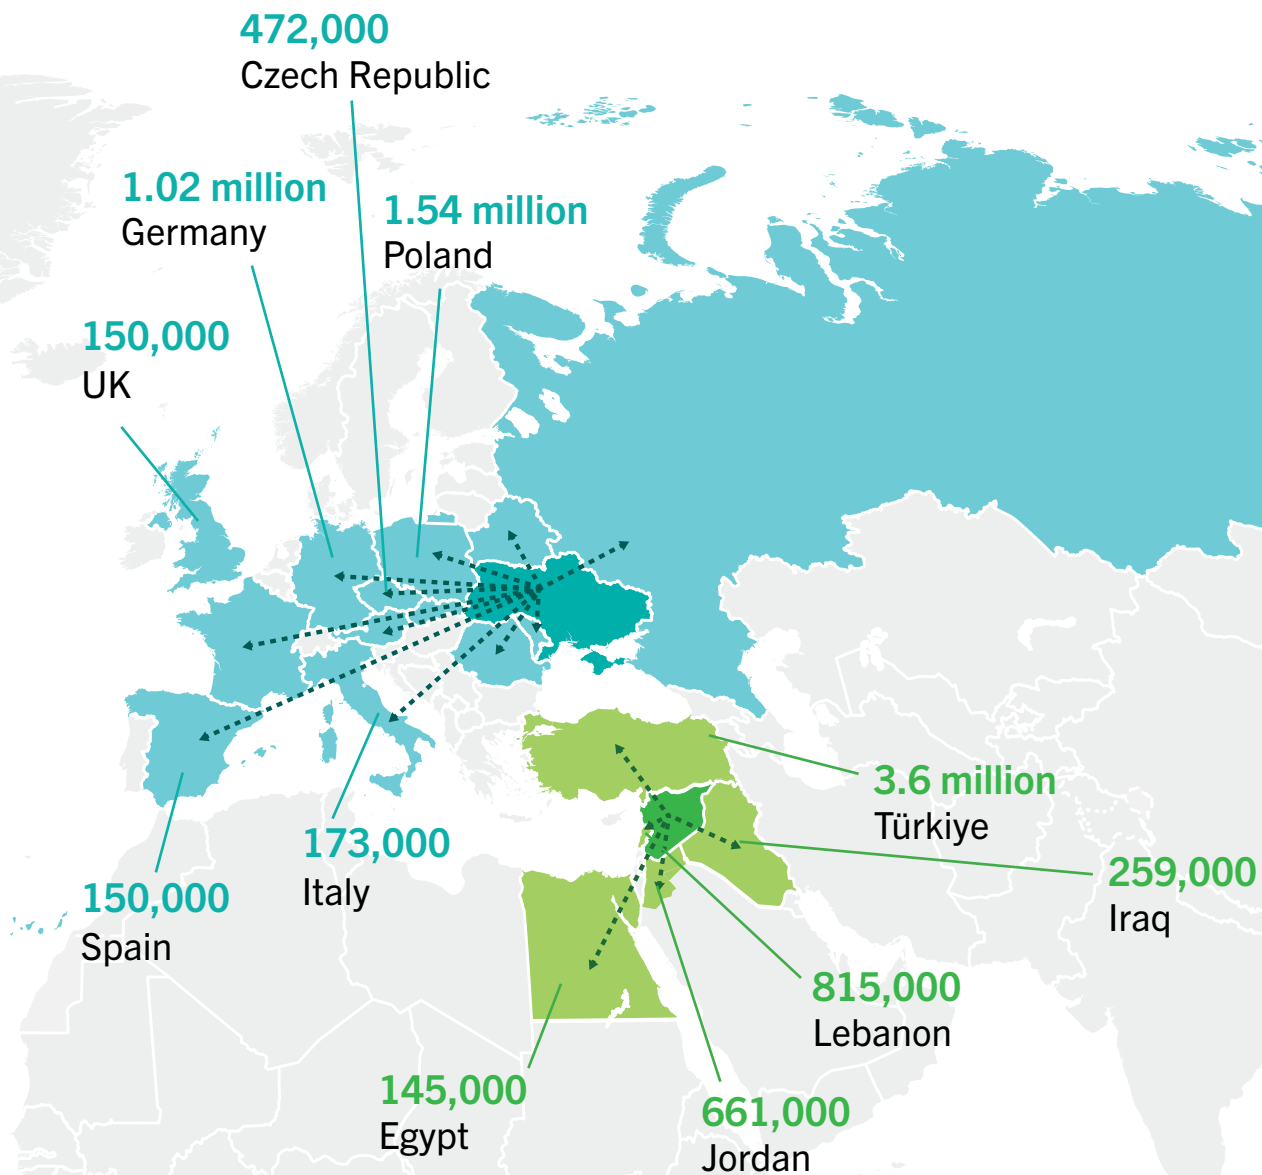 472,000
Czech Republic
1.02 million
Germany
1.54 million
Poland
150,000
UK
3.6 million
Türkiye
173,000
Italy
259,000
Iraq
150,000
Spain
815,000
Lebanon
145,000
Egypt
661,000
Jordan